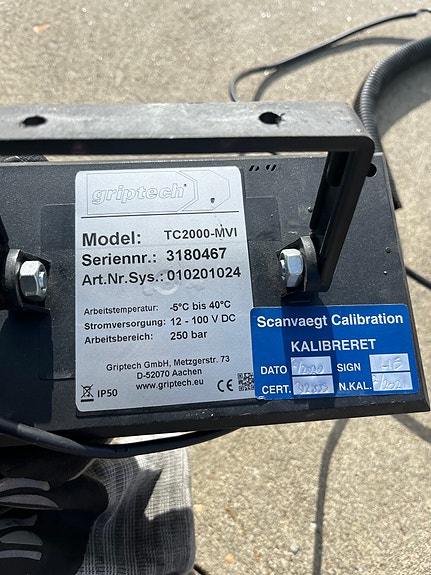 griptech
Model: TC2000-MVI
Seriennr.: 3180467
Art.Nr.Sys.: 010201024
Arbeitstemperatur: -5°C bis 40°C
Stromversorgung: 12 - 100 V DC
Arbeitsbereich: 250 bar
Griptech GmbH, Metzgerstr. 73
D-52070 Aachen
www.griptech.eu
IP50
CE
Scanvaegt Calibration
KALIBRERET
DATO SIGN
CERT. N.KAL.